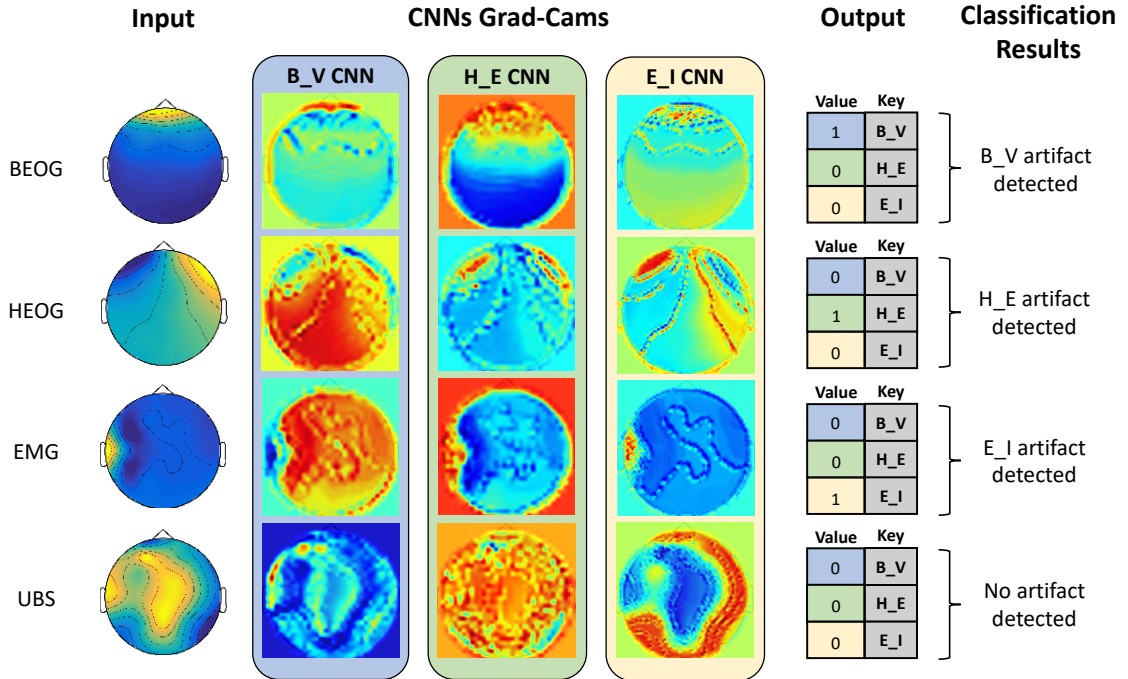 Input
CNNs Grad-Cams
Output
Classification
Results
B_V CNN
H_E CNN
E_I CNN
BEOG
Value Key
1 B_V
0 H_E
0 E_I
B_V artifact
detected
HEOG
Value Key
0 B_V
1 H_E
0 E_I
H_E artifact
detected
EMG
Value Key
0 B_V
0 H_E
1 E_I
E_I artifact
detected
UBS
Value Key
0 B_V
0 H_E
0 E_I
No artifact
detected